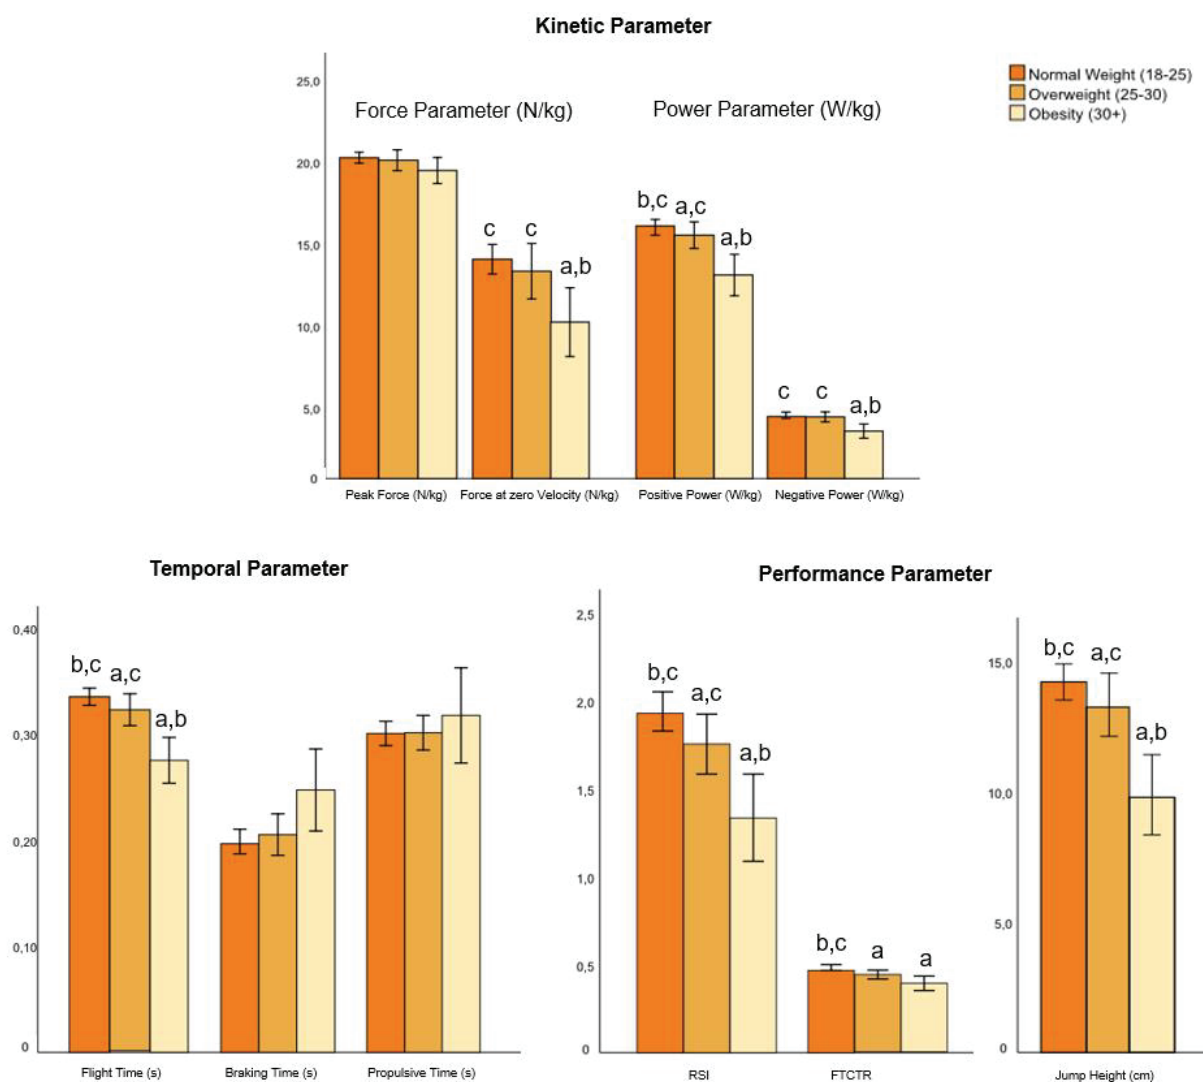 Kinetic Parameter
Normal Weight (18-25)
Overweight (25-30)
Obesity (30+)
Force Parameter (N/kg)
Power Parameter (W/kg)
25,0
20,0
15,0
10,0
5,0
0
c
c
a,b
b,c
a,c
a,b
c
c
a,b
Peak Force (N/kg)
Force at zero Velocity (N/kg)
Positive Power (W/kg)
Negative Power (W/kg)
Temporal Parameter
0,40
0,30
0,20
0,10
0
b,c
a,c
a,b
Flight Time (s)
Braking Time (s)
Propulsive Time (s)
Performance Parameter
2,5
2,0
1,5
1,0
0,5
0
b,c
a,c
a,b
b,c
a
a
RSI
FTCTR
15,0
10,0
5,0
0
b,c
a,c
a,b
Jump Height (cm)